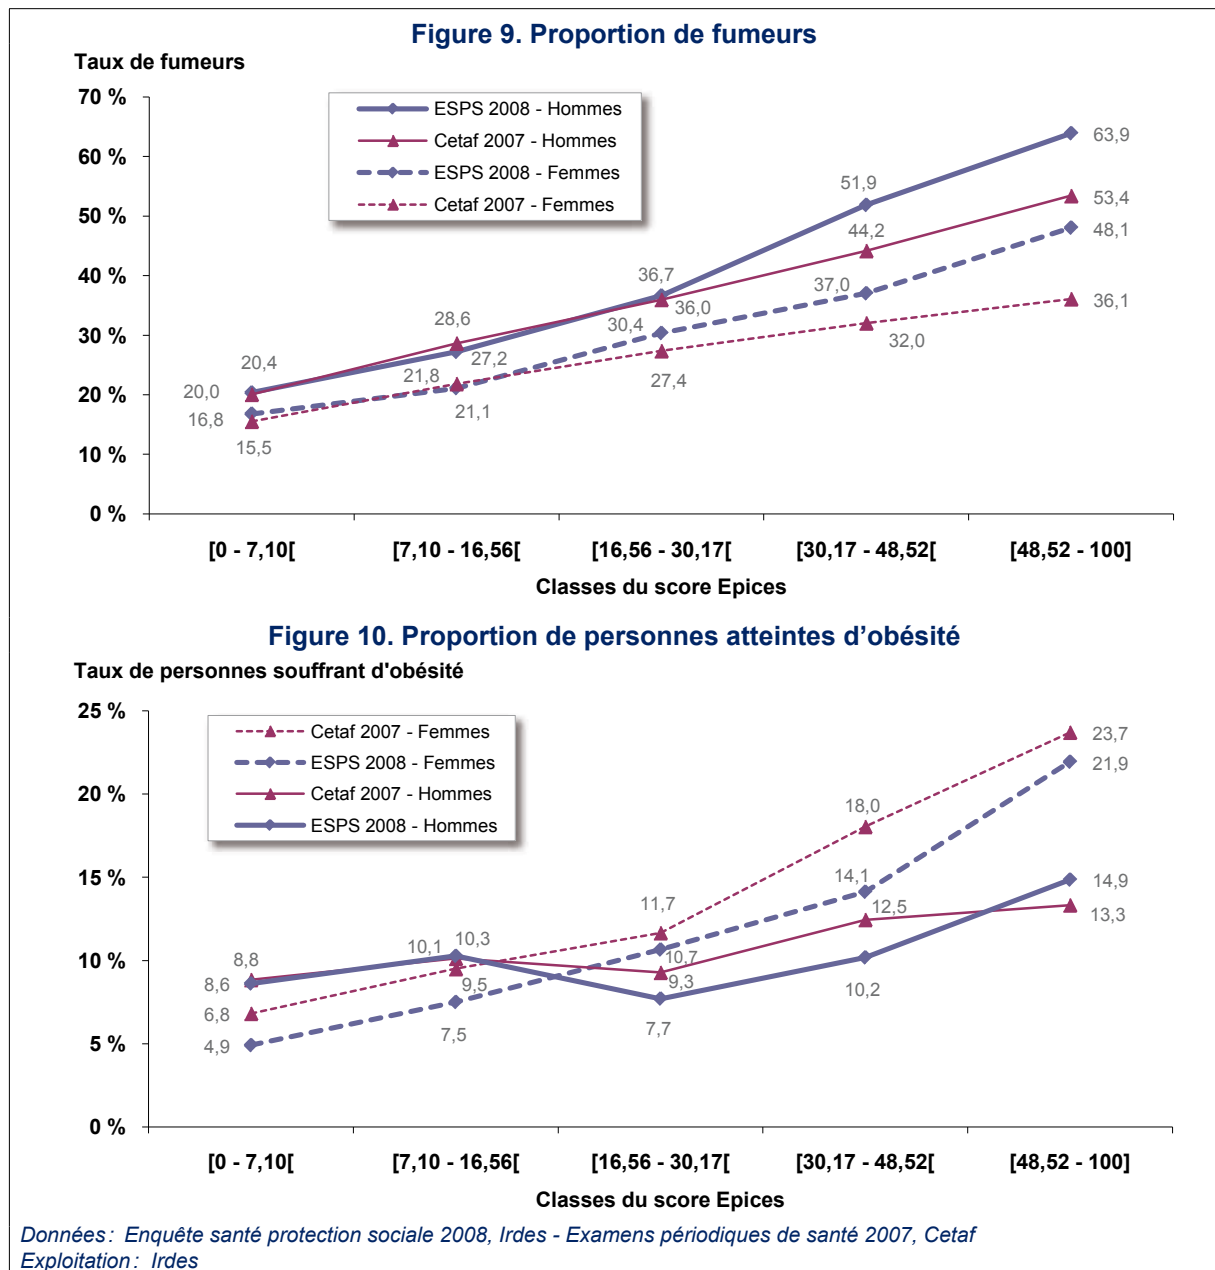 Figure 9. Proportion de fumeurs
Taux de fumeurs
70 %
60 %
50 %
40 %
30 %
20 %
10 %
0 %
ESPS 2008 - Hommes
Cetaf 2007 - Hommes
ESPS 2008 - Femmes
Cetaf 2007 - Femmes
63,9
53,4
51,9
48,1
44,2
36,7
37,0
36,0
36,1
30,4
32,0
28,6
27,2
27,4
20,4
20,0
21,8
21,1
16,8
15,5
[0 - 7,10[
[7,10 - 16,56[
[16,56 - 30,17[
[30,17 - 48,52[
[48,52 - 100]
Classes du score Epices
Figure 10. Proportion de personnes atteintes d’obésité
Taux de personnes souffrant d'obésité
25 %
20 %
15 %
10 %
5 %
0 %
Cetaf 2007 - Femmes
ESPS 2008 - Femmes
Cetaf 2007 - Hommes
ESPS 2008 - Hommes
23,7
21,9
18,0
14,1
14,9
13,3
12,5
11,7
10,1
10,3
10,7
10,2
8,8
8,6
9,5
9,3
6,8
7,5
7,7
4,9
[0 - 7,10[
[7,10 - 16,56[
[16,56 - 30,17[
[30,17 - 48,52[
[48,52 - 100]
Classes du score Epices
Données : Enquête santé protection sociale 2008, Irdes - Examens périodiques de santé 2007, Cetaf
Exploitation : Irdes